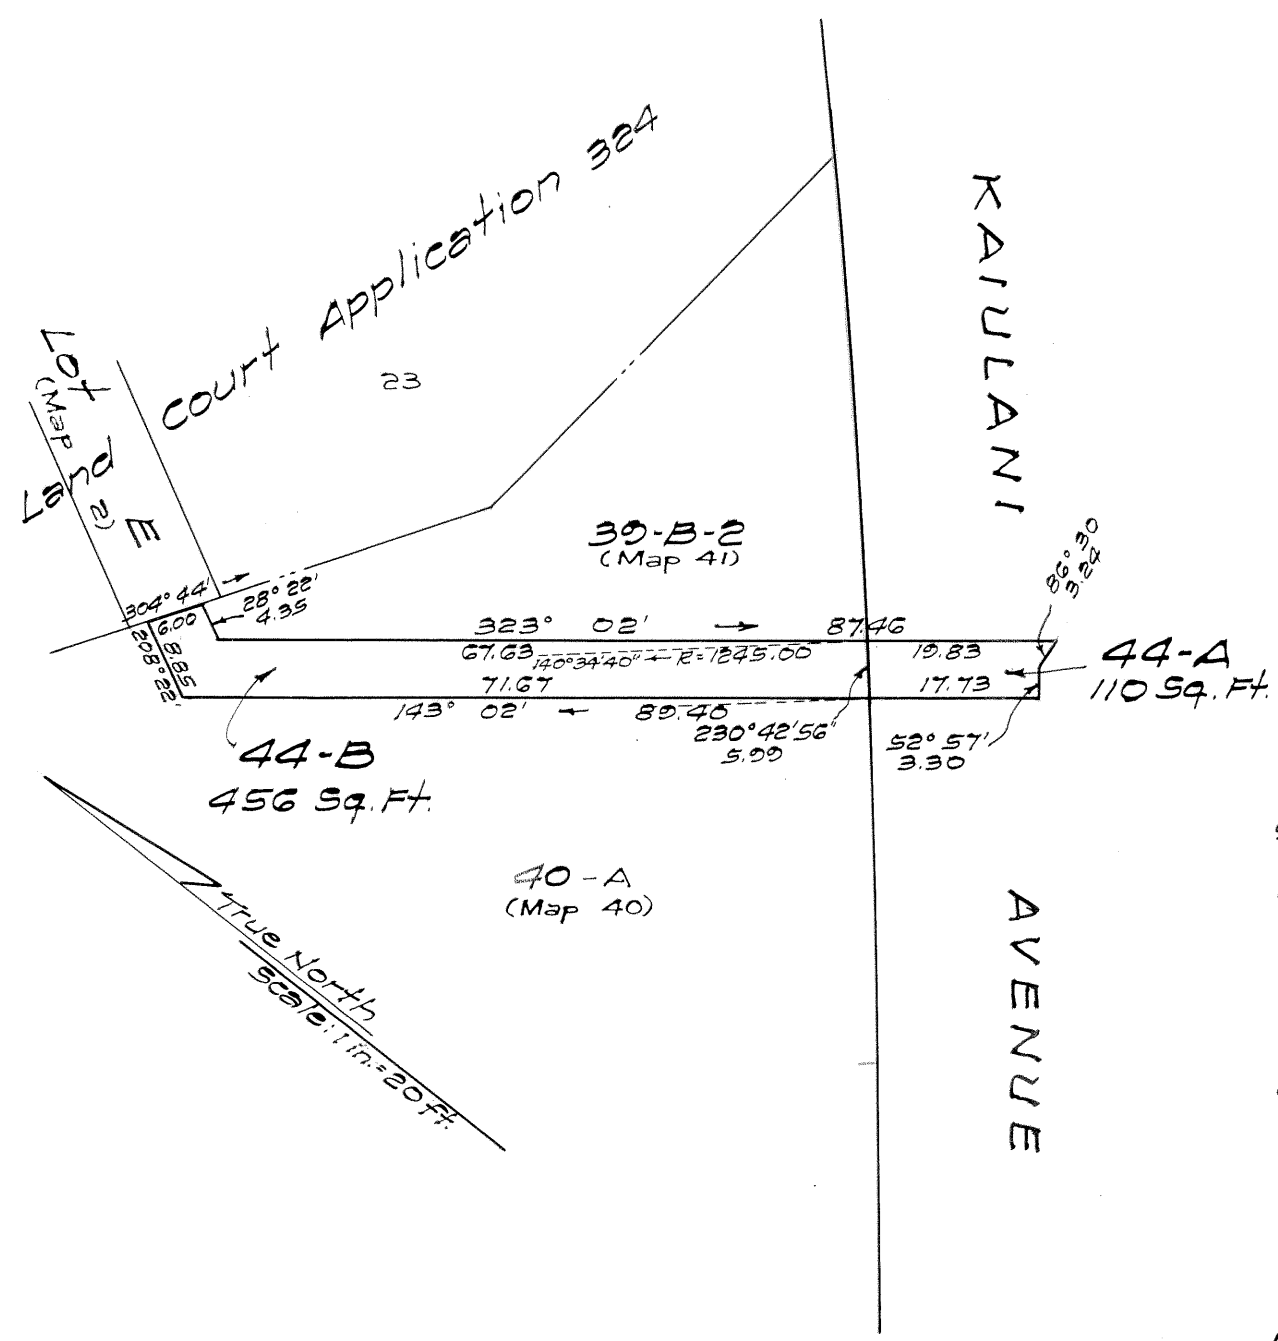 Court Application 324
23
KAIULANI
Lot E
(Map 2)
Land
39-B-2
(Map 41)
86° 30
3.24
304° 44'
6.00
28° 22'
4.35
323° 02'
87.46
67.63
140°34'40" R=1245.00
19.83
44-A
110 Sq. Ft.
8.85
208° 22'
71.67
17.73
143° 02'
89.40
230°42'56"
5.99
52° 57'
3.30
44-B
456 Sq. Ft.
40-A
(Map 40)
True North
Scale: 1 in. = 20 ft.
AVENUE